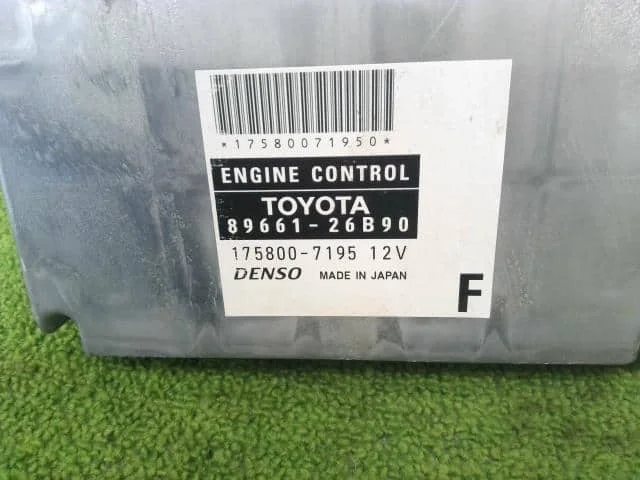 *17580071950*
ENGINE CONTROL
TOYOTA
89661-26B90
175800-7195 12V
DENSO MADE IN JAPAN
F